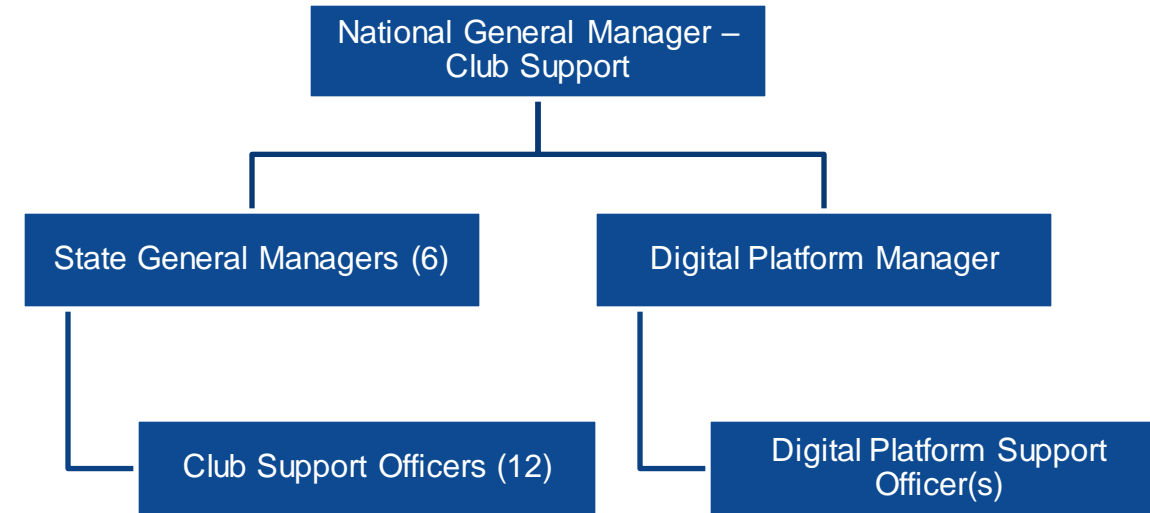 National General Manager –
Club Support
State General Managers (6)
Digital Platform Manager
Club Support Officers (12)
Digital Platform Support
Officer(s)